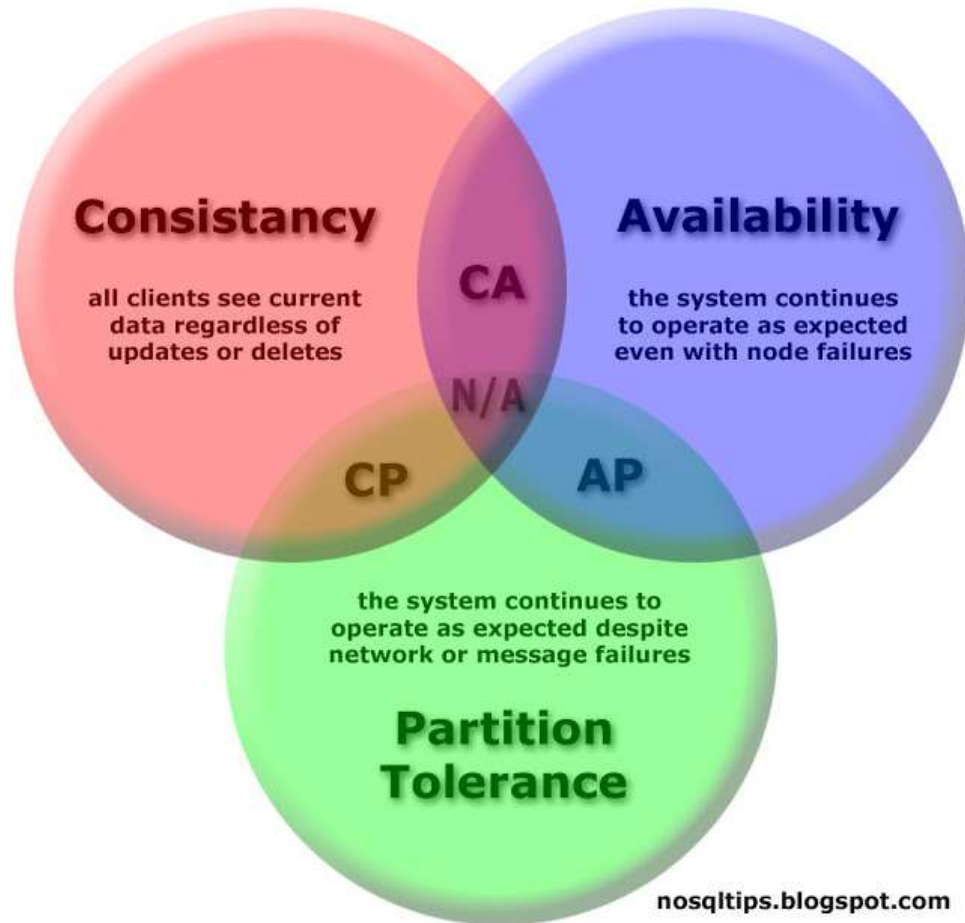 Consistancy
all clients see current
data regardless of
updates or deletes
Availability
the system continues
to operate as expected
even with node failures
CA
N/A
CP
AP
the system continues to
operate as expected despite
network or message failures
Partition
Tolerance
nosqltips.blogspot.com